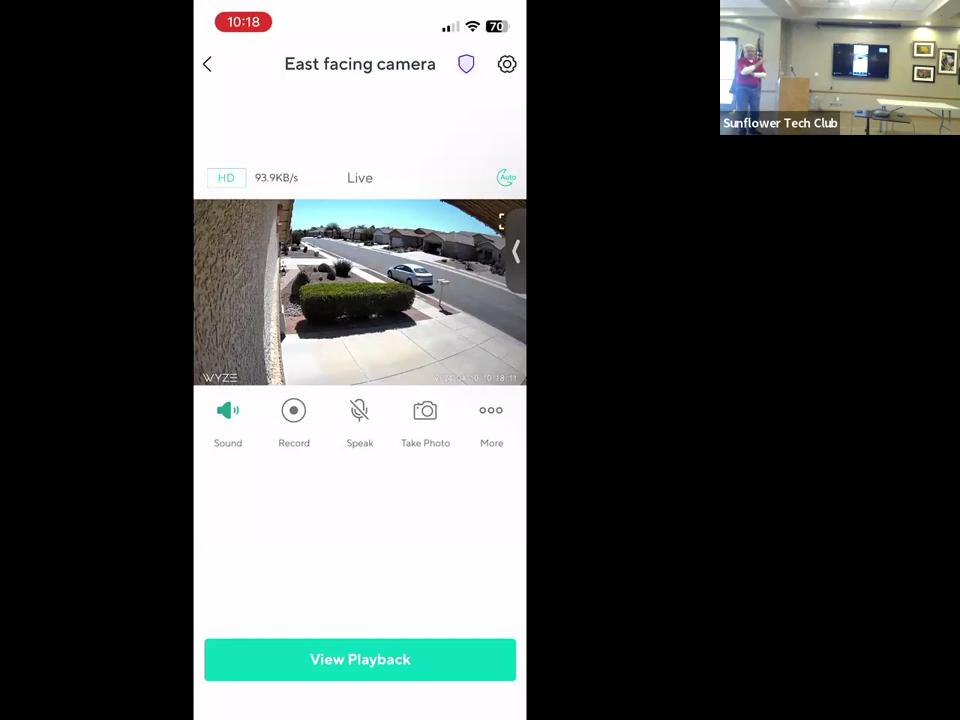 10:18
70
East facing camera
HD
93.9KB/s
Live
Auto
WYZE
Sound
Record
Speak
Take Photo
More
View Playback
Sunflower Tech Club